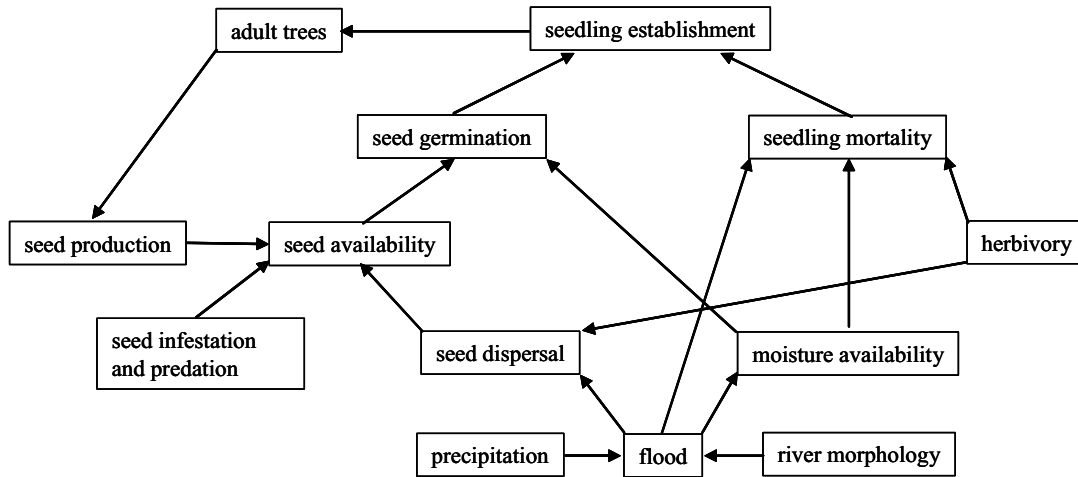 adult trees
seedling establishment
seed germination
seedling mortality
seed production
seed availability
herbivory
seed infestation
and predation
seed dispersal
moisture availability
precipitation
flood
river morphology